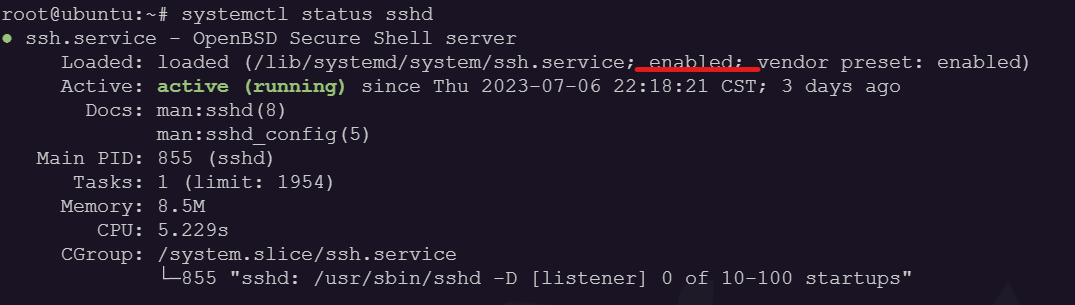 root@ubuntu:~# systemctl status sshd
● ssh.service - OpenBSD Secure Shell server
Loaded: loaded (/lib/systemd/system/ssh.service; enabled; vendor preset: enabled)
Active: active (running) since Thu 2023-07-06 22:18:21 CST; 3 days ago
Docs: man:sshd(8)
man:sshd_config(5)
Main PID: 855 (sshd)
Tasks: 1 (limit: 1954)
Memory: 8.5M
CPU: 5.229s
CGroup: /system.slice/ssh.service
└─855 "sshd: /usr/sbin/sshd -D [listener] 0 of 10-100 startups"